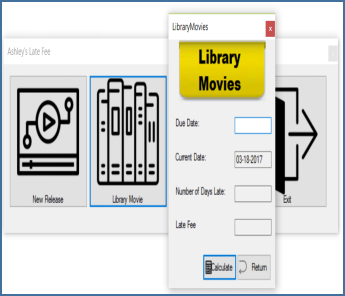 Ashley's Late Fee
New Release
Library Movie
Exit
LibraryMovies
Library
Movies
Due Date:
Current Date:
03-18-2017
Number of Days Late:
Late Fee
Calculate
Return